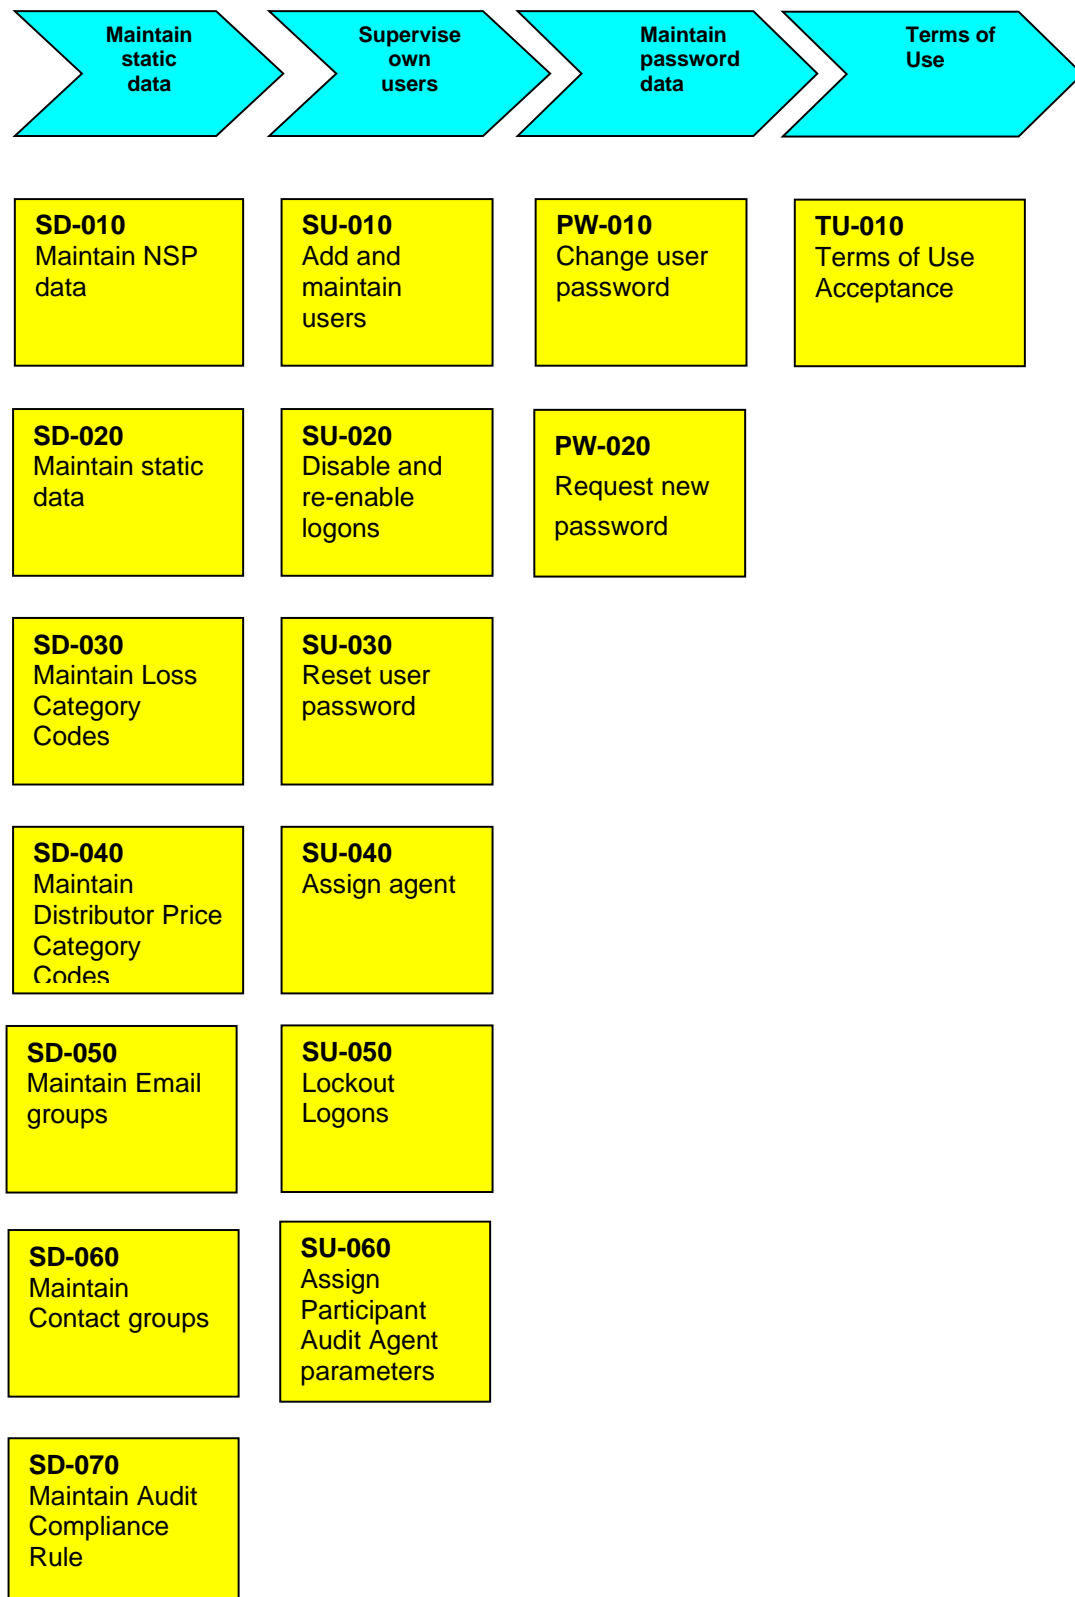 Maintain
static
data
Supervise
own
users
Maintain
password
data
Terms of
Use
SD-010
Maintain NSP
data
SU-010
Add and
maintain
users
PW-010
Change user
password
TU-010
Terms of Use
Acceptance
SD-020
Maintain static
data
SU-020
Disable and
re-enable
logons
PW-020
Request new
password
SD-030
Maintain Loss
Category
Codes
SU-030
Reset user
password
SD-040
Maintain
Distributor Price
Category
Codes
SU-040
Assign agent
SD-050
Maintain Email
groups
SU-050
Lockout
Logons
SD-060
Maintain
Contact groups
SU-060
Assign
Participant
Audit Agent
parameters
SD-070
Maintain Audit
Compliance
Rule